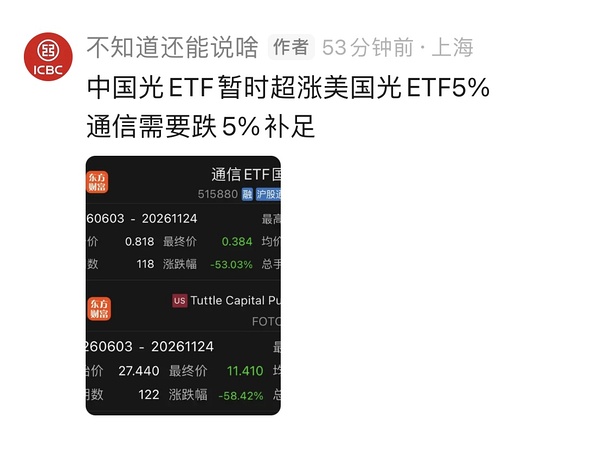 不知道还能说啥 作者 53分钟前·上海
ICBC
中国光ETF暂时超涨美国光ETF5%
通信需要跌5%补足
东方财富
通信ETF国
515880 融 沪股通
60603 - 20261124 最高
价 0.818 最终价 0.384 均价
数 118 涨跌幅 -53.03% 总手
东方财富
US Tuttle Capital Pu
FOTO
260603 - 20261124
始价 27.440 最终价 11.410 均
期数 122 涨跌幅 -58.42% 总